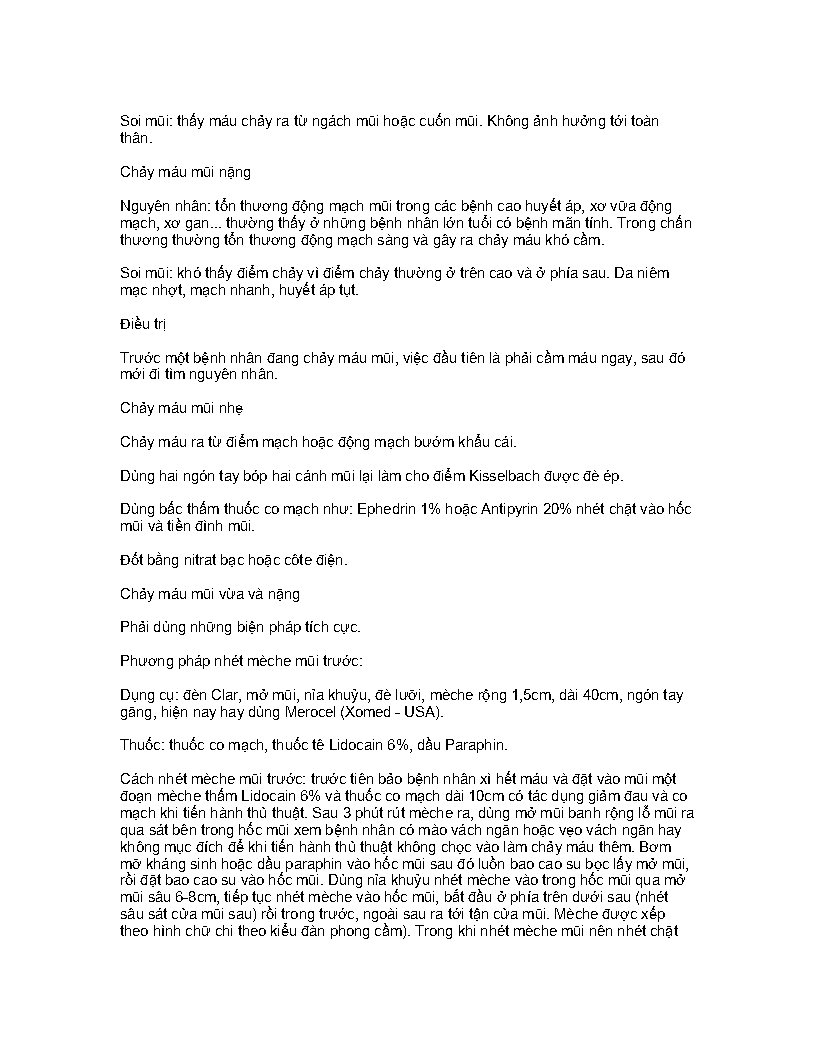 Soi mũi: thấy máu chảy ra từ ngách mũi hoặc cuốn mũi. Không ảnh hưởng tới toàn
thân.
Chảy máu mũi nặng
Nguyên nhân: tổn thương động mạch mũi trong các bệnh cao huyết áp, xơ vữa động
mạch, xơ gan... thường thấy ở những bệnh nhân lớn tuổi có bệnh mãn tính. Trong chấn
thương thường tổn thương động mạch sàng và gây ra chảy máu khó cầm.
Soi mũi: khó thấy điểm chảy vì điểm chảy thường ở trên cao và ở phía sau. Da niêm
mạc nhợt, mạch nhanh, huyết áp tụt.
Điều trị
Trước một bệnh nhân đang chảy máu mũi, việc đầu tiên là phải cầm máu ngay, sau đó
mới đi tìm nguyên nhân.
Chảy máu mũi nhẹ
Chảy máu ra từ điểm mạch hoặc động mạch bướm khẩu cái.
Dùng hai ngón tay bóp hai cánh mũi lại làm cho điểm Kisselbach được đè ép.
Dùng bấc thấm thuốc co mạch như: Ephedrin 1% hoặc Antipyrin 20% nhét chặt vào hốc
mũi và tiền đình mũi.
Đốt bằng nitrat bạc hoặc côte điện.
Chảy máu mũi vừa và nặng
Phải dùng những biện pháp tích cực.
Phương pháp nhét mèche mũi trước:
Dụng cụ: đèn Clar, mở mũi, nỉa khuỷu, đè lưỡi, mèche rộng 1,5cm, dài 40cm, ngón tay
găng, hiện nay hay dùng Merocel (Xomed - USA).
Thuốc: thuốc co mạch, thuốc tê Lidocain 6%, dầu Paraphin.
Cách nhét mèche mũi trước: trước tiên bảo bệnh nhân xì hết máu và đặt vào mũi một
đoạn mèche thấm Lidocain 6% và thuốc co mạch dài 10cm có tác dụng giảm đau và co
mạch khi tiến hành thủ thuật. Sau 3 phút rút mèche ra, dùng mở mũi banh rộng lỗ mũi ra
qua sát bên trong hốc mũi xem bệnh nhân có mào vách ngăn hoặc vẹo vách ngăn hay
không mục đích để khi tiến hành thủ thuật không chọc vào làm chảy máu thêm. Bơm
mỡ kháng sinh hoặc dầu paraphin vào hốc mũi sau đó luồn bao cao su bọc lấy mở mũi,
rồi đặt bao cao su vào hốc mũi. Dùng nỉa khuỷu nhét mèche vào trong hốc mũi qua mở
mũi sâu 6-8cm, tiếp tục nhét mèche vào hốc mũi, bắt đầu ở phía trên dưới sau (nhét
sâu sát cửa mũi sau) rồi trong trước, ngoài sau ra tới tận cửa mũi. Mèche được xếp
theo hình chữ chi theo kiểu đàn phong cầm). Trong khi nhét mèche mũi nên nhét chặt